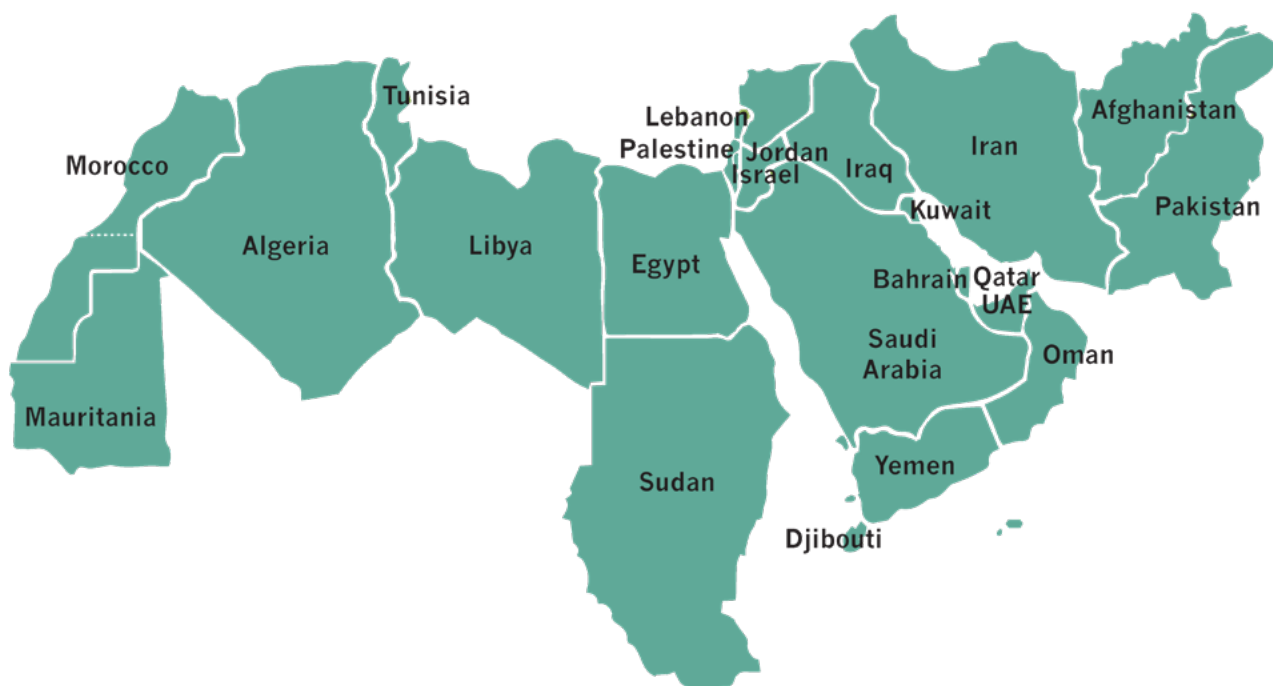 Tunisia
Afghanistan
Lebanon
Palestine
Jordan
Iran
Morocco
Israel
Iraq
Pakistan
Kuwait
Algeria
Libya
Egypt
Bahrain
Qatar
UAE
Saudi
Arabia
Oman
Mauritania
Yemen
Sudan
Djibouti